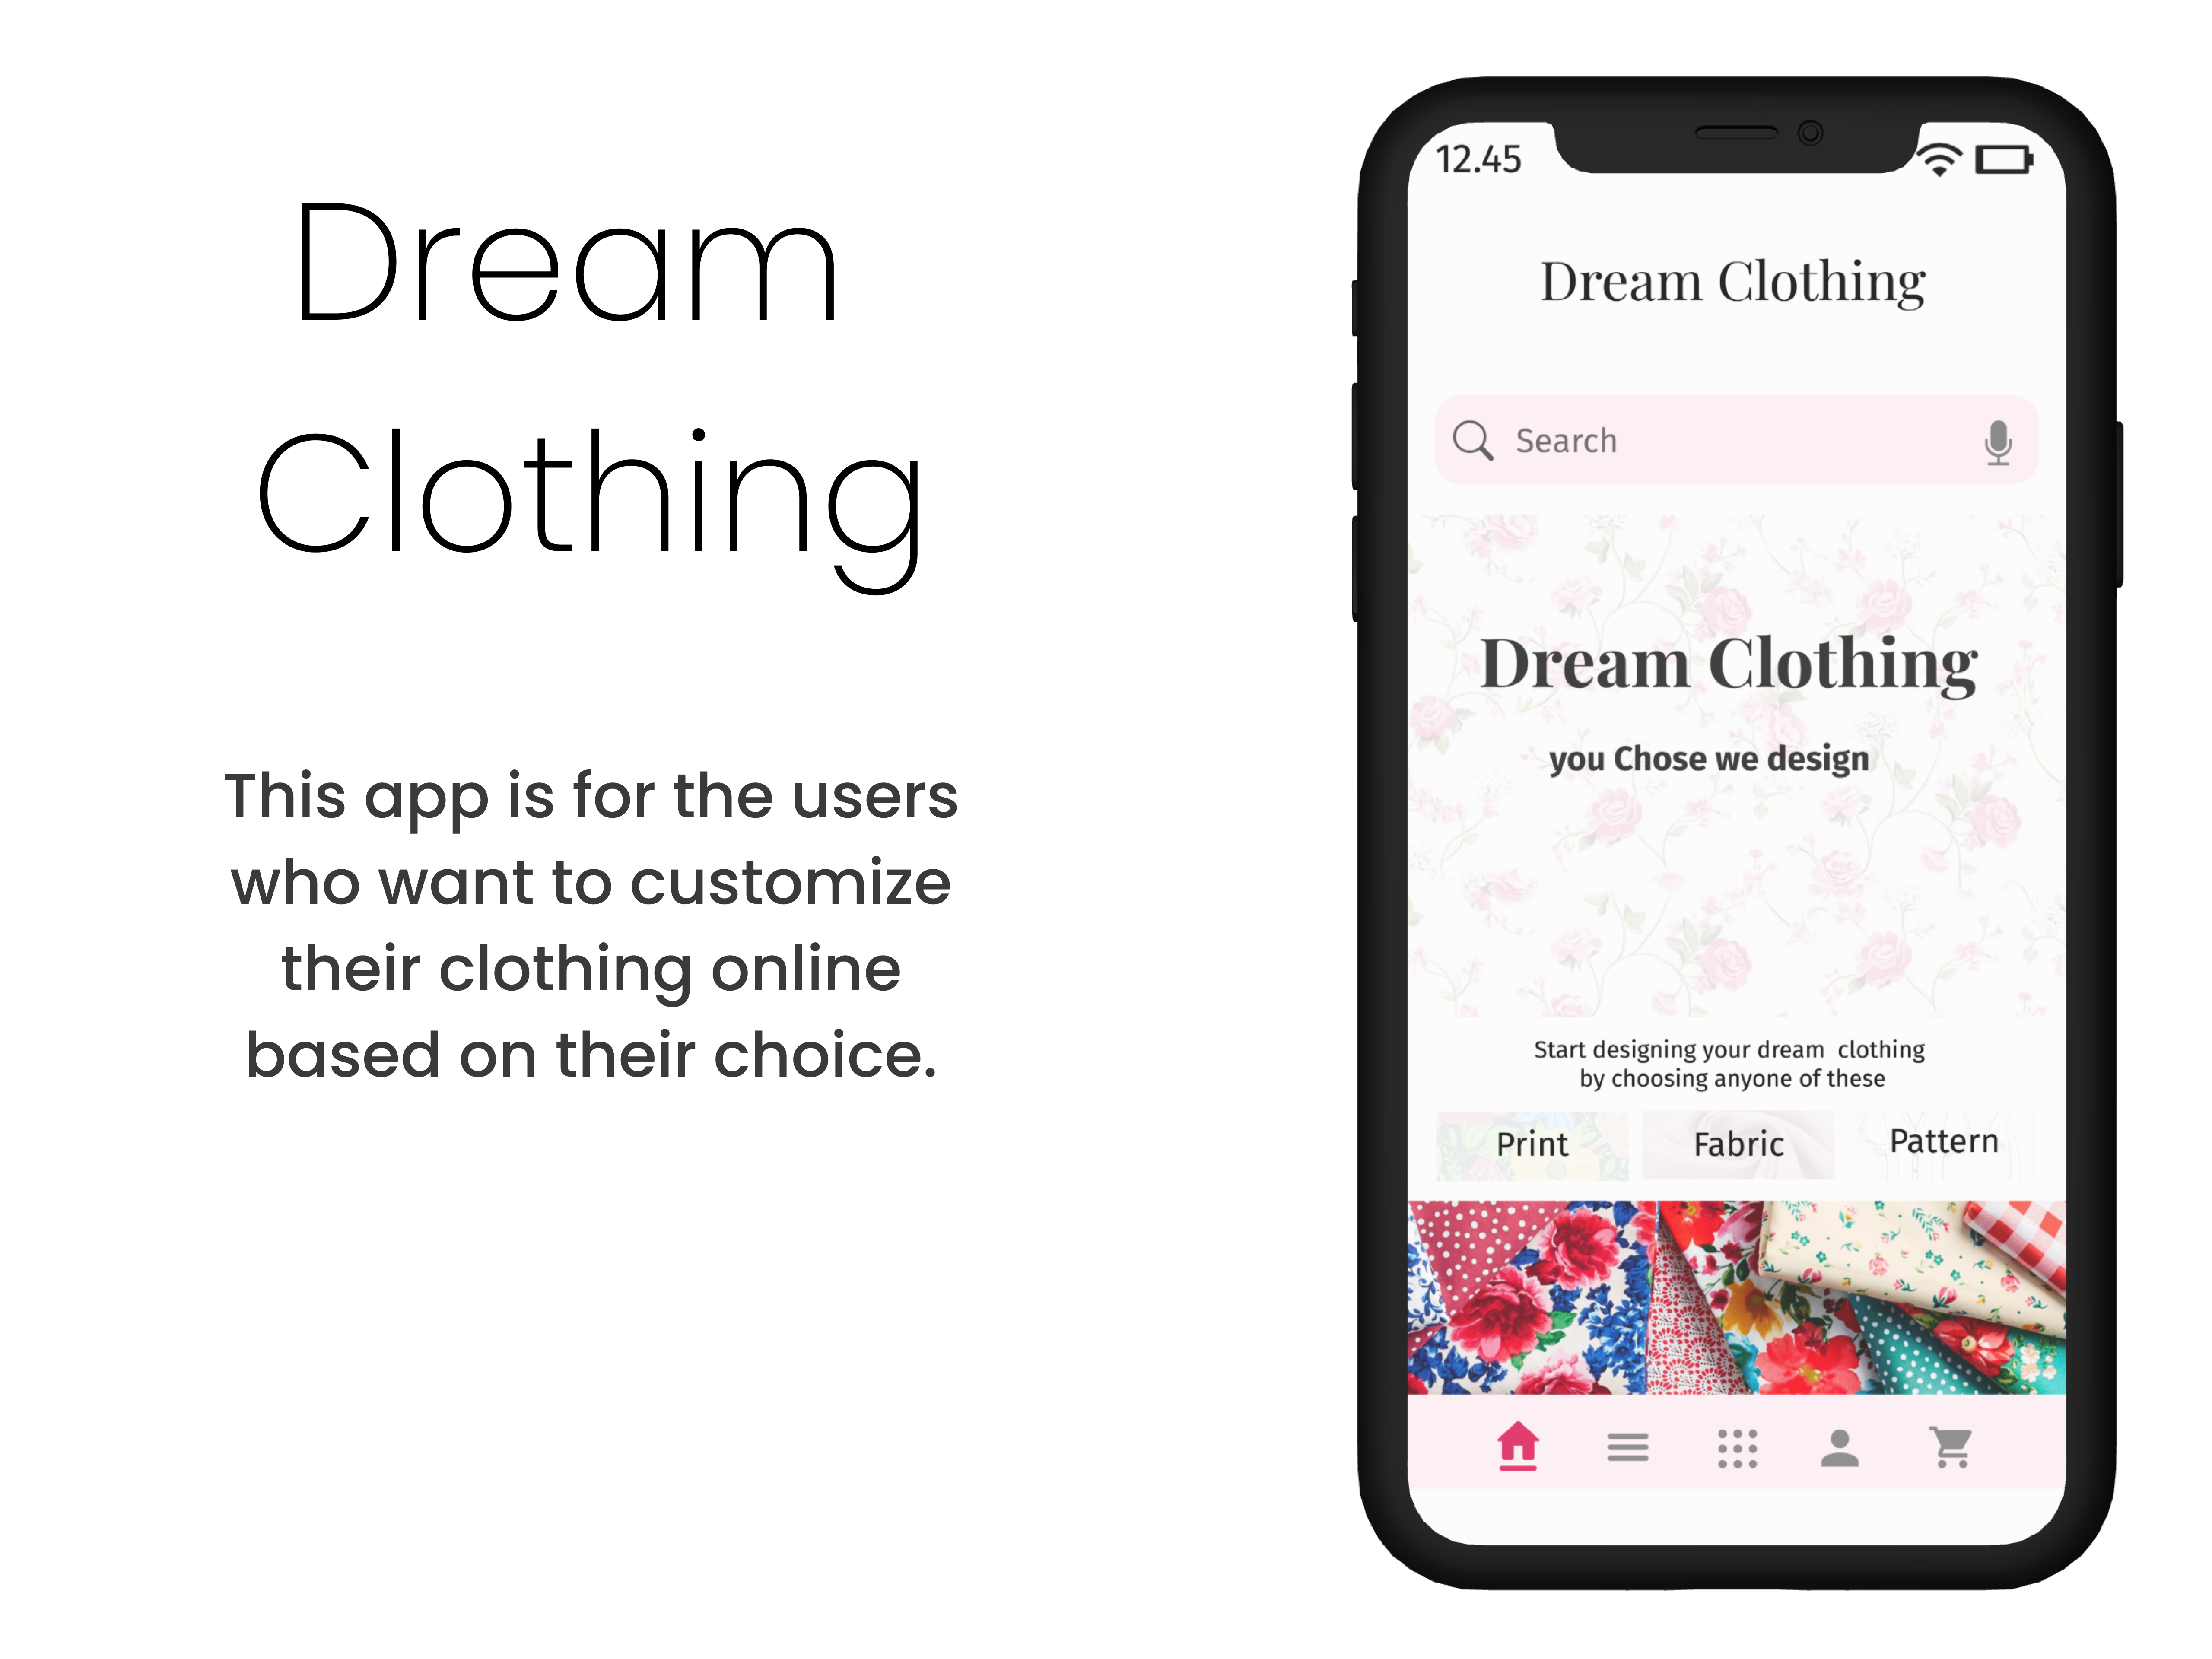 Dream
Clothing
This app is for the users
who want to customize
their clothing online
based on their choice.
12.45
Dream Clothing
Search
Dream Clothing
you Chose we design
Start designing your dream  clothing
by choosing anyone of these
Print
Fabric
Pattern